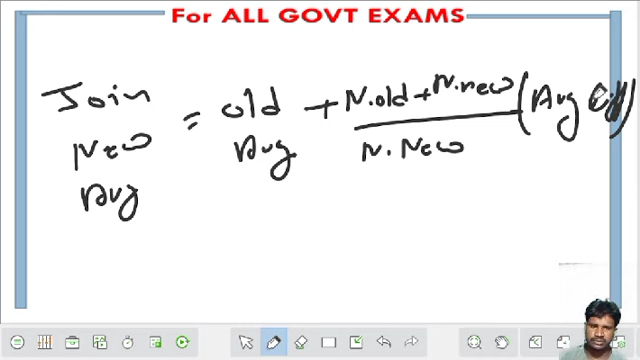 For ALL GOVT EXAMS
Join New Avg = old Avg + N.old + N.new / N.New (Avg diff)